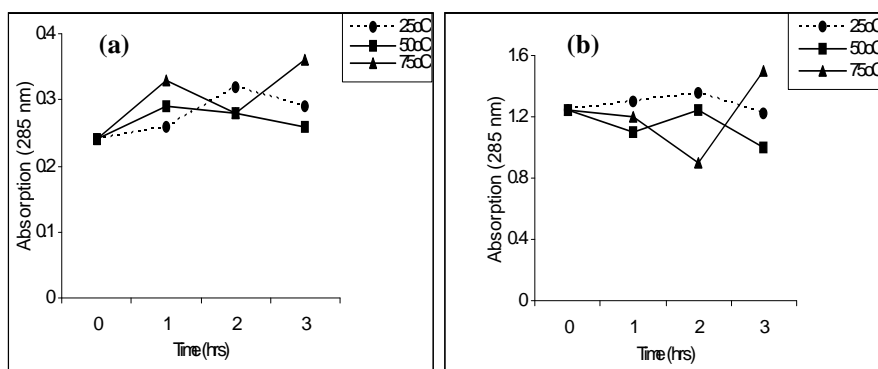 (a)
25oC
50oC
75oC
0.4
0.3
0.2
0.1
0
Absorption (285 nm)
0 1 2 3
Time (hrs)
(b)
25oC
50oC
75oC
1.6
1.2
0.8
0.4
0
Absorption (285 nm)
0 1 2 3
Time (hrs)